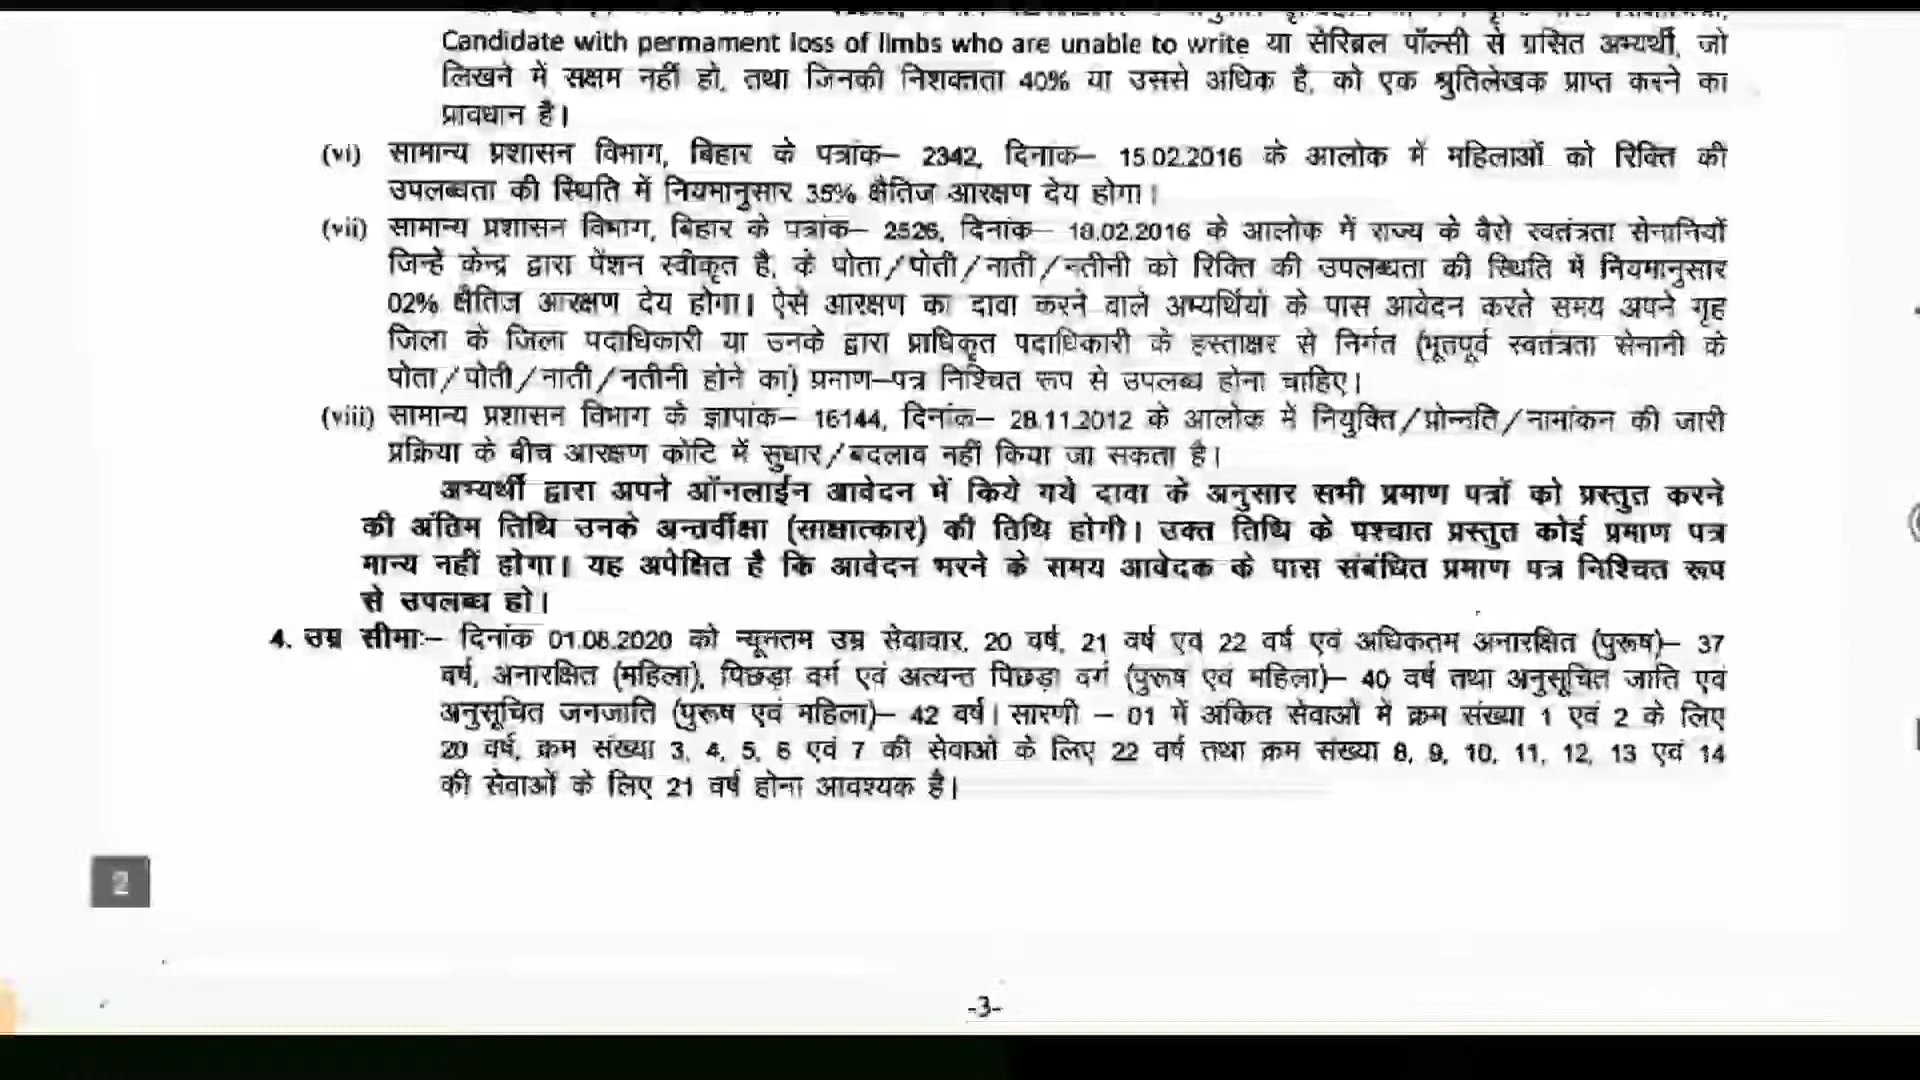 Candidate with permament loss of limbs who are unable to write या सेरिब्रल पॉल्सी से ग्रसित अभ्यर्थी, जो
लिखने में सक्षम नहीं हो, तथा जिनकी निशक्तता 40% या उससे अधिक है, को एक श्रुतिलेखक प्राप्त करने का
प्रावधान है।
(vi) सामान्य प्रशासन विभाग, बिहार के पत्रांक– 2342, दिनांक– 15.02.2016 के आलोक में महिलाओं को रिक्ति की
उपलब्धता की स्थिति में नियमानुसार 35% क्षैतिज आरक्षण देय होगा।
(vii) सामान्य प्रशासन विभाग, बिहार के पत्रांक– 2526, दिनांक– 18.02.2016 के आलोक में राज्य के वैसे स्वतंत्रता सेनानियों
जिन्हें केन्द्र द्वारा पेंशन स्वीकृत है, के पोता/पोती/नाती/नतीनी को रिक्ति की उपलब्धता की स्थिति में नियमानुसार
02% क्षैतिज आरक्षण देय होगा। ऐसे आरक्षण का दावा करने वाले अभ्यर्थियों के पास आवेदन करते समय अपने गृह
जिला के जिला पदाधिकारी या उनके द्वारा प्राधिकृत पदाधिकारी के हस्ताक्षर से निर्गत (भूतपूर्व स्वतंत्रता सेनानी के
पोता/पोती/नाती/नतीनी होने का) प्रमाण–पत्र निश्चित रूप से उपलब्ध होना चाहिए।
(viii) सामान्य प्रशासन विभाग के ज्ञापांक– 16144, दिनांक– 28.11.2012 के आलोक में नियुक्ति/प्रोन्नति/नामांकन की जारी
प्रक्रिया के बीच आरक्षण कोटि में सुधार/बदलाव नहीं किया जा सकता है।
अभ्यर्थी द्वारा अपने ऑनलाईन आवेदन में किये गये दावा के अनुसार सभी प्रमाण पत्रों को प्रस्तुत करने
की अंतिम तिथि उनके अन्तर्वीक्षा (साक्षात्कार) की तिथि होगी। उक्त तिथि के पश्चात प्रस्तुत कोई प्रमाण पत्र
मान्य नहीं होगा। यह अपेक्षित है कि आवेदन भरने के समय आवेदक के पास संबंधित प्रमाण पत्र निश्चित रूप
से उपलब्ध हो।
4. उम्र सीमाः– दिनांक 01.08.2020 को न्यूनतम उम्र सेवावार, 20 वर्ष, 21 वर्ष एवं 22 वर्ष एवं अधिकतम अनारक्षित (पुरूष)– 37
वर्ष, अनारक्षित (महिला), पिछड़ा वर्ग एवं अत्यन्त पिछड़ा वर्ग (पुरूष एवं महिला)– 40 वर्ष तथा अनुसूचित जाति एवं
अनुसूचित जनजाति (पुरूष एवं महिला)– 42 वर्ष। सारणी – 01 में अंकित सेवाओं में क्रम संख्या 1 एवं 2 के लिए
20 वर्ष, क्रम संख्या 3, 4, 5, 6 एवं 7 की सेवाओं के लिए 22 वर्ष तथा क्रम संख्या 8, 9, 10, 11, 12, 13 एवं 14
की सेवाओं के लिए 21 वर्ष होना आवश्यक है।
2
-3-